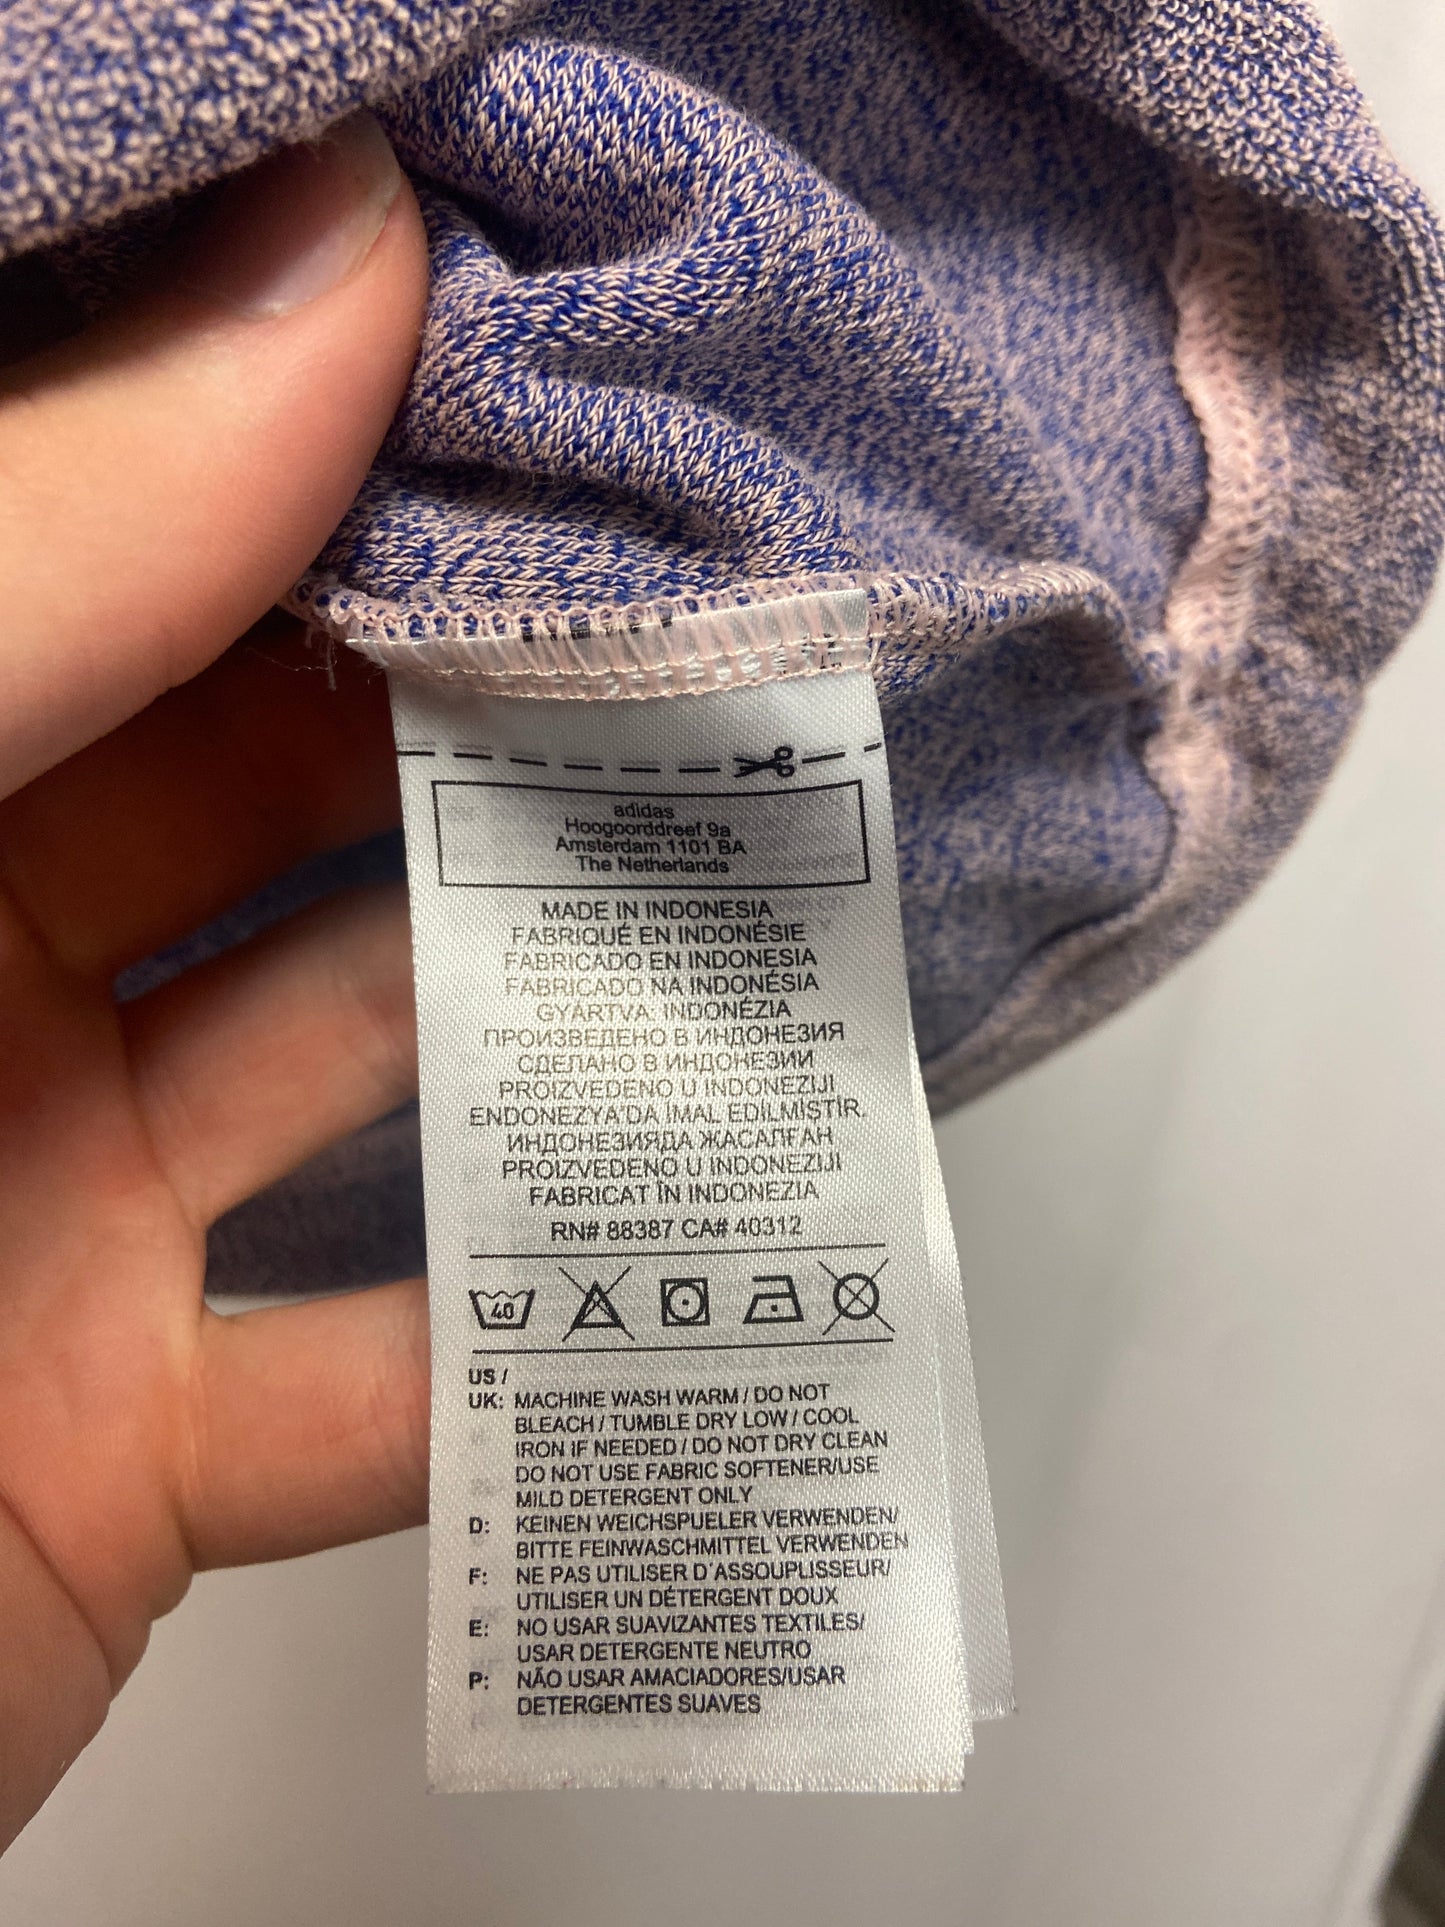 adidas
Hoogoorddreef 9a
Amsterdam 1101 BA
The Netherlands
MADE IN INDONESIA
FABRIQUÉ EN INDONÉSIE
FABRICADO EN INDONESIA
FABRICADO NA INDONÉSIA
GYÁRTVA: INDONÉZIA
ПРОИЗВЕДЕНО В ИНДОНЕЗИЯ
СДЕЛАНО В ИНДОНЕЗИИ
PROIZVEDENO U INDONEZIJI
ENDONEZYA'DA İMAL EDİLMİŞTİR.
ИНДОНЕЗИЯДА ЖАСАЛҒАН
PROIZVEDENO U INDONEZIJI
FABRICAT ÎN INDONEZIA
RN# 88387 CA# 40312
40
US /
UK: MACHINE WASH WARM / DO NOT
BLEACH / TUMBLE DRY LOW / COOL
IRON IF NEEDED / DO NOT DRY CLEAN
DO NOT USE FABRIC SOFTENER/USE
MILD DETERGENT ONLY
D: KEINEN WEICHSPUELER VERWENDEN/
BITTE FEINWASCHMITTEL VERWENDEN
F: NE PAS UTILISER D'ASSOUPLISSEUR/
UTILISER UN DÉTERGENT DOUX
E: NO USAR SUAVIZANTES TEXTILES/
USAR DETERGENTE NEUTRO
P: NÃO USAR AMACIADORES/USAR
DETERGENTES SUAVES